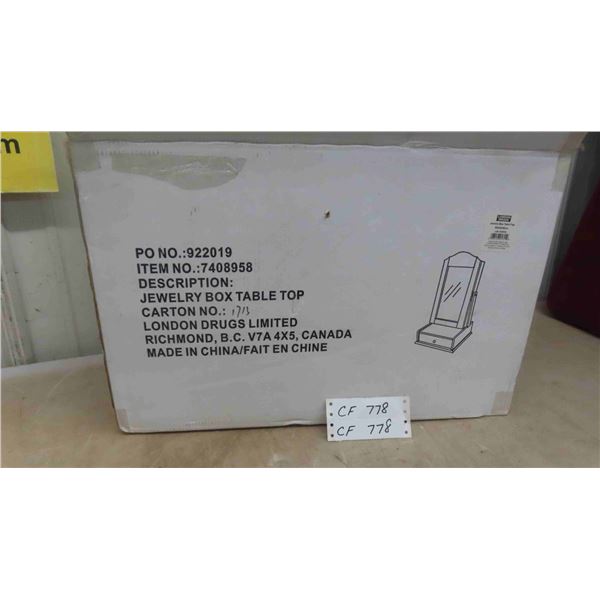 m
PO NO.:922019
ITEM NO.:7408958
DESCRIPTION:
JEWELRY BOX TABLE TOP
CARTON NO.: 1713
LONDON DRUGS LIMITED
RICHMOND, B.C. V7A 4X5, CANADA
MADE IN CHINA/FAIT EN CHINE
CF 778
CF 778